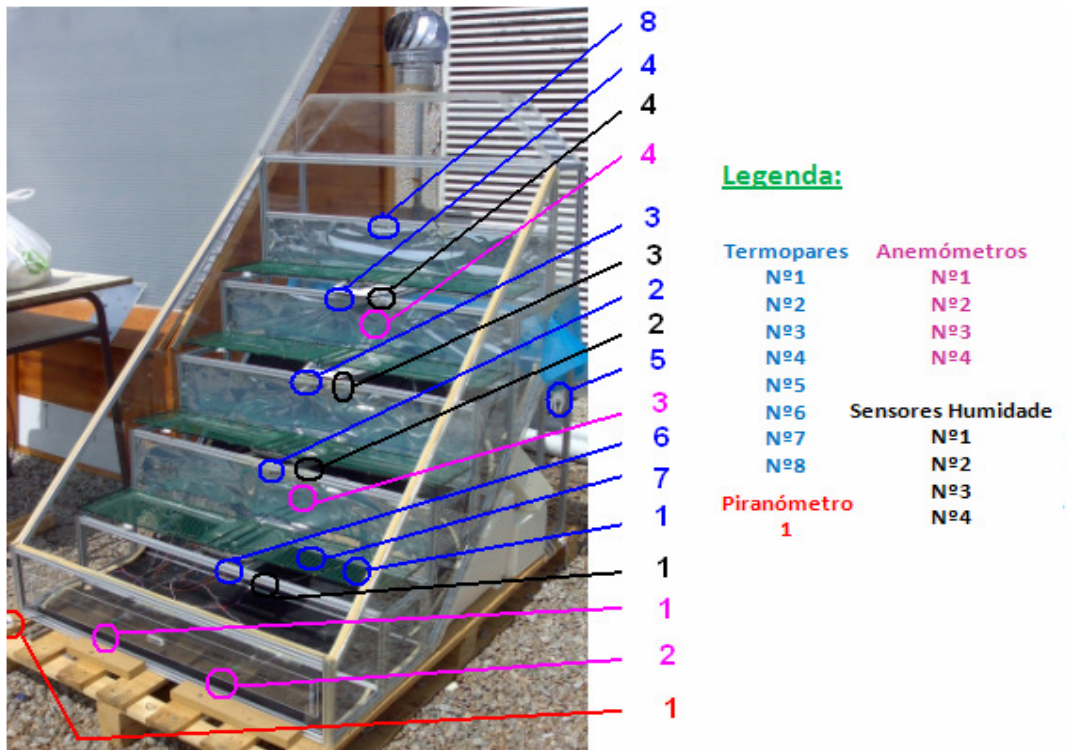 8
4
4
4
3
3
2
2
5
3
6
7
1
1
1
2
1
Legenda:
Termopares
Nº1
Nº2
Nº3
Nº4
Nº5
Nº6
Nº7
Nº8
Piranómetro
1
Anemómetros
Nº1
Nº2
Nº3
Nº4
Sensores Humidade
Nº1
Nº2
Nº3
Nº4